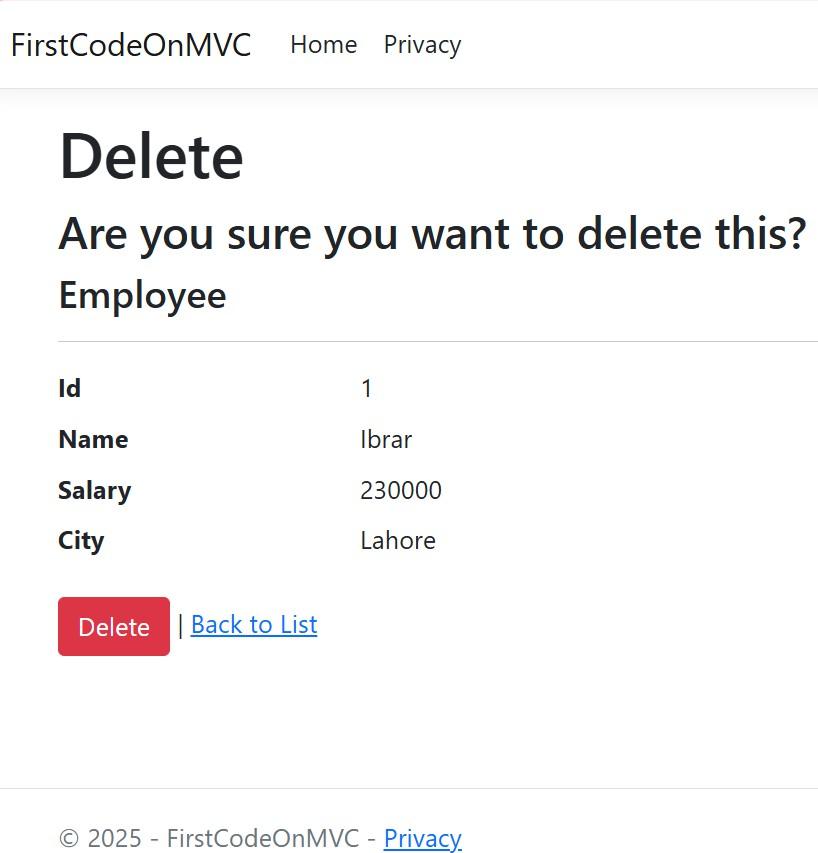 FirstCodeOnMVC Home Privacy
Delete
Are you sure you want to delete this?
Employee
Id 1
Name Ibrar
Salary 230000
City Lahore
Delete | Back to List
© 2025 - FirstCodeOnMVC - Privacy